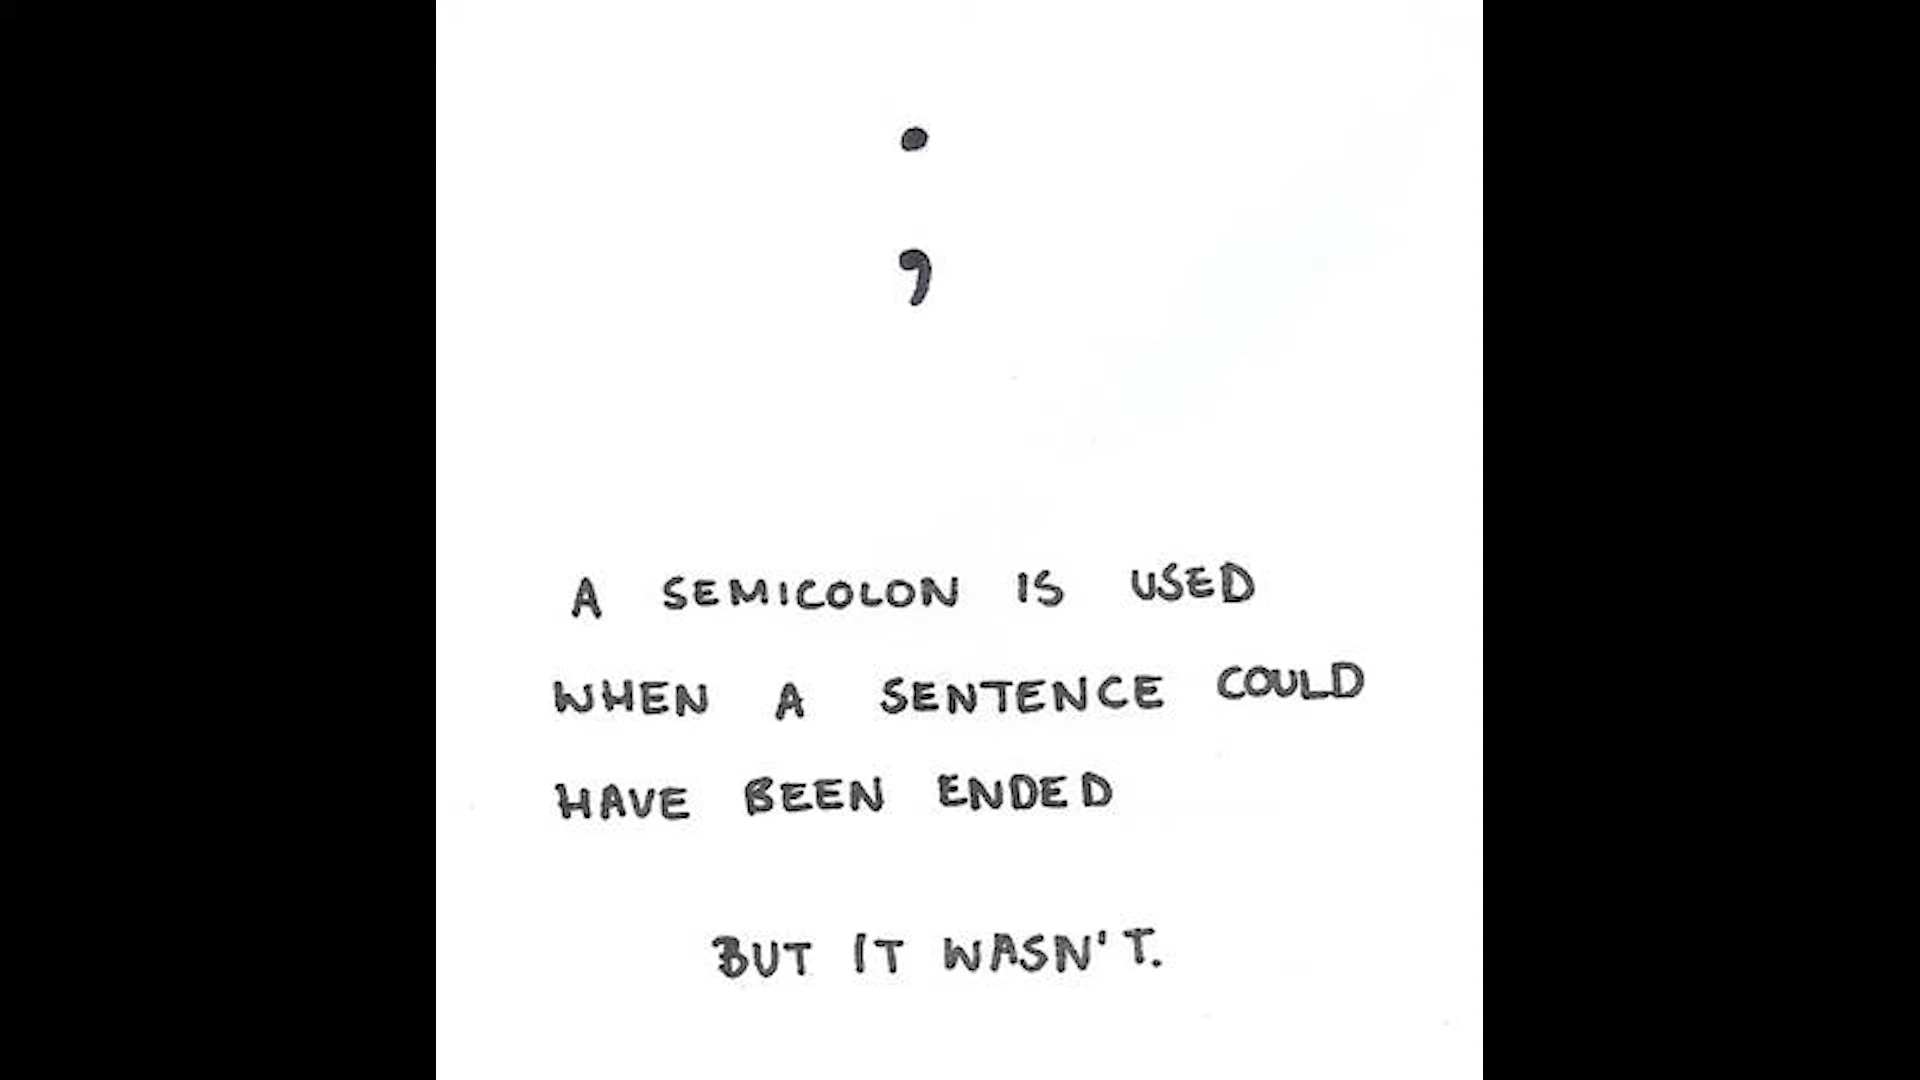 ;
A SEMICOLON IS USED
WHEN A SENTENCE COULD
HAVE BEEN ENDED
BUT IT WASN'T.